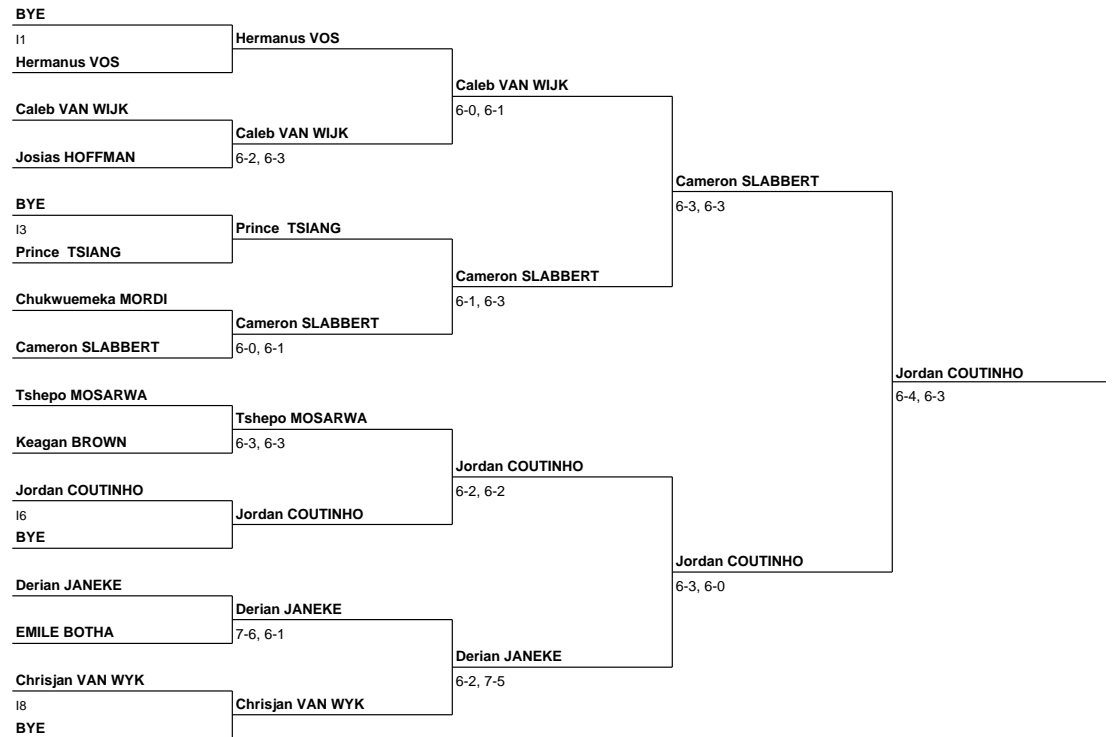 BYE
I1
Hermanus VOS
Hermanus VOS
Caleb VAN WIJK
6-0, 6-1
Caleb VAN WIJK
Caleb VAN WIJK
6-2, 6-3
Josias HOFFMAN
Cameron SLABBERT
6-3, 6-3
BYE
I3
Prince  TSIANG
Prince  TSIANG
Cameron SLABBERT
6-1, 6-3
Chukwuemeka MORDI
Cameron SLABBERT
6-0, 6-1
Cameron SLABBERT
Jordan COUTINHO
6-4, 6-3
Tshepo MOSARWA
Tshepo MOSARWA
6-3, 6-3
Keagan BROWN
Jordan COUTINHO
6-2, 6-2
Jordan COUTINHO
I6
BYE
Jordan COUTINHO
Jordan COUTINHO
6-3, 6-0
Derian JANEKE
Derian JANEKE
7-6, 6-1
EMILE BOTHA
Derian JANEKE
6-2, 7-5
Chrisjan VAN WYK
I8
BYE
Chrisjan VAN WYK